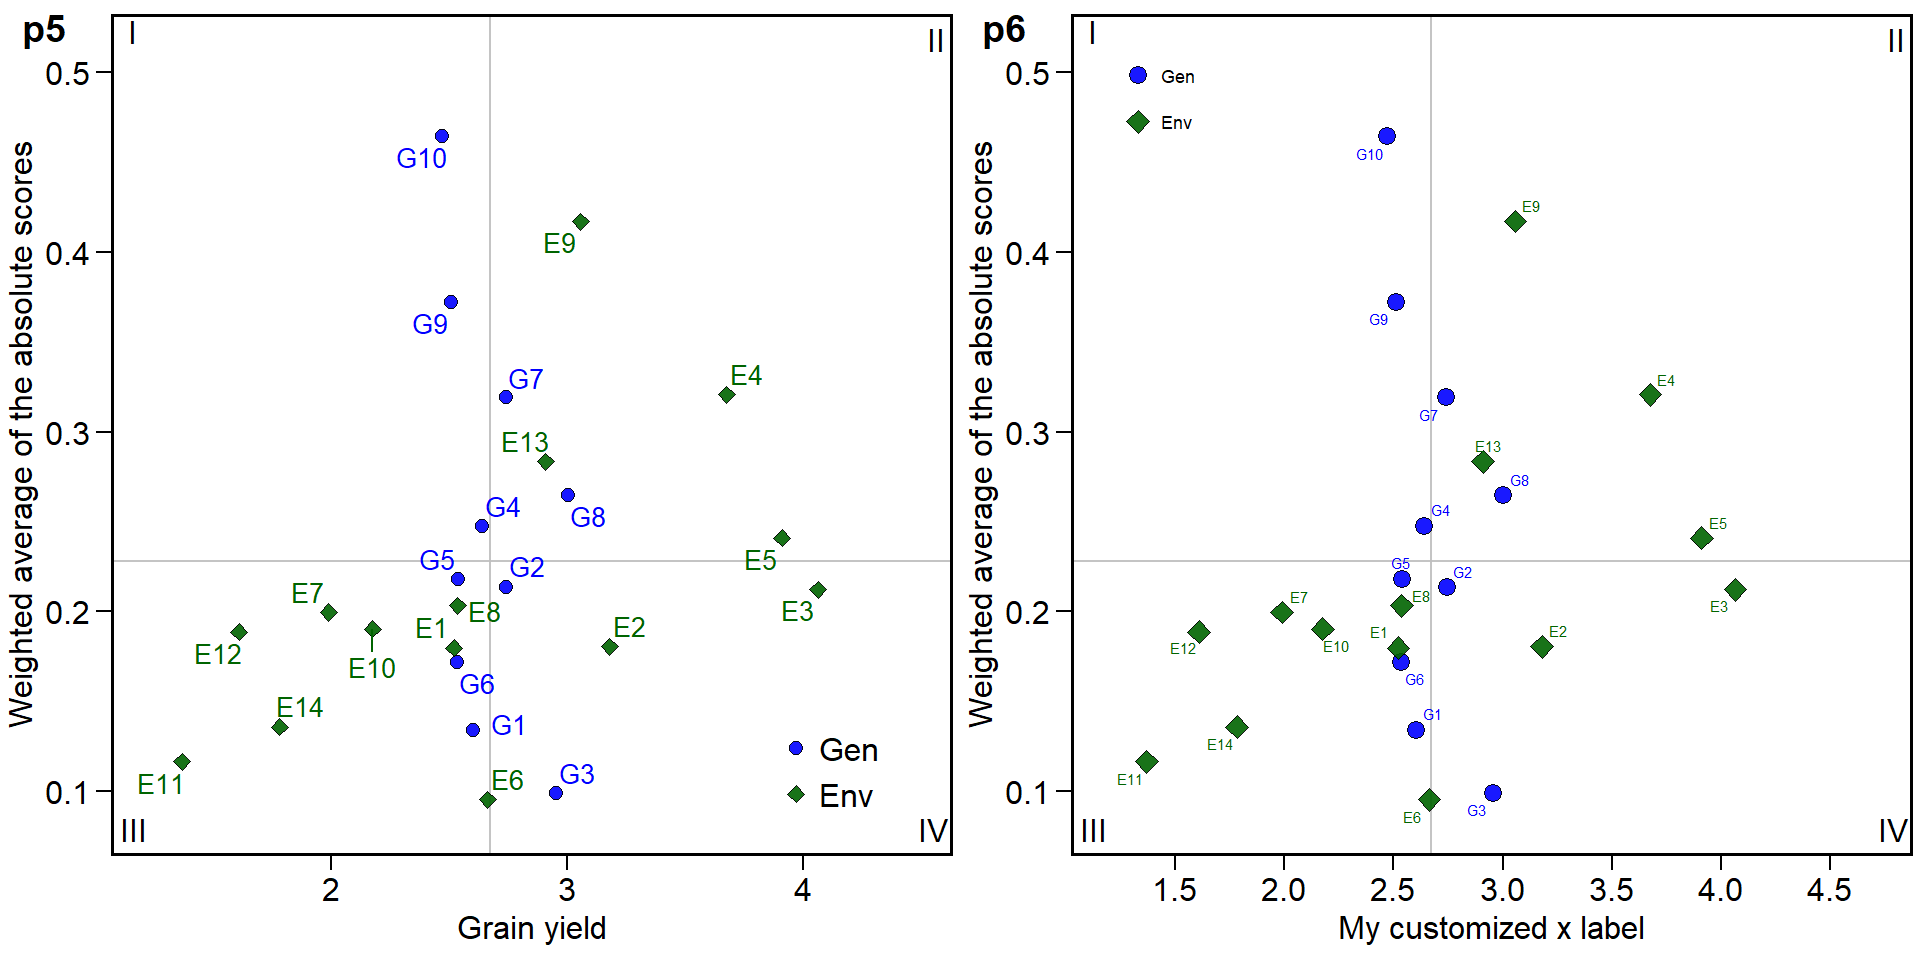 p5
I
II
0.5
0.4
0.3
0.2
0.1
Weighted average of the absolute scores
G10
E9
G9
G7
E4
E13
G4
G8
G5
G2
E5
E7
E8
E3
E1
E2
E12
E10
G6
E14
G1
E11
E6
G3
Gen
Env
III
IV
2
3
4
Grain yield
p6
I
II
0.5
0.4
0.3
0.2
0.1
Weighted average of the absolute scores
Gen
Env
G10
E9
G9
E4
G7
E13
G8
G4
E5
G5
G2
E7
E8
E3
E1
E2
E12
E10
G6
G1
E14
E11
G3
E6
III
IV
1.5
2.0
2.5
3.0
3.5
4.0
4.5
My customized x label